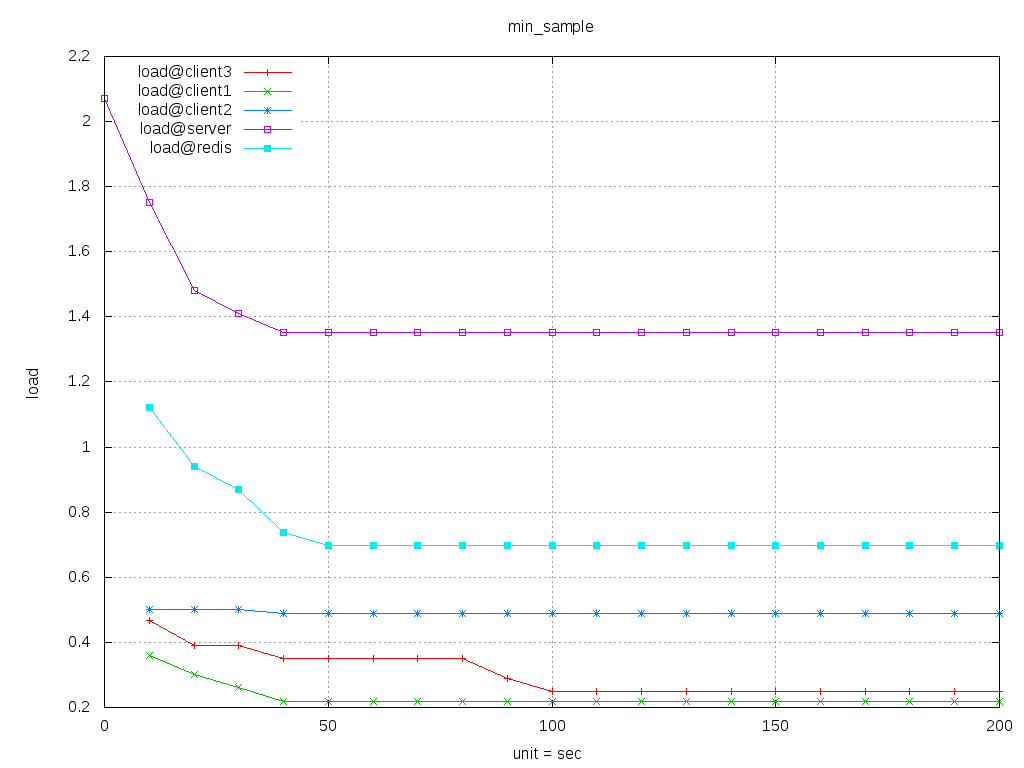 min_sample
2.2
2
1.8
1.6
1.4
1.2
1
0.8
0.6
0.4
0.2
load
load@client3
load@client1
load@client2
load@server
load@redis
0 50 100 150 200
unit = sec